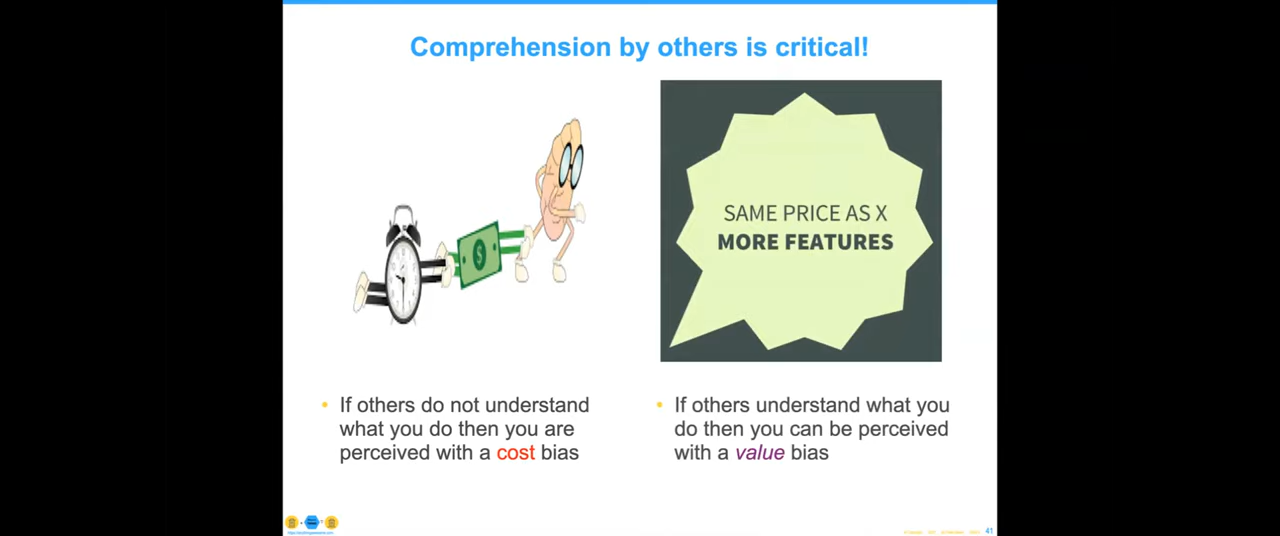 Comprehension by others is critical!
SAME PRICE AS X
MORE FEATURES
$
• If others do not understand
what you do then you are
perceived with a cost bias
• If others understand what you
do then you can be perceived
with a value bias
41